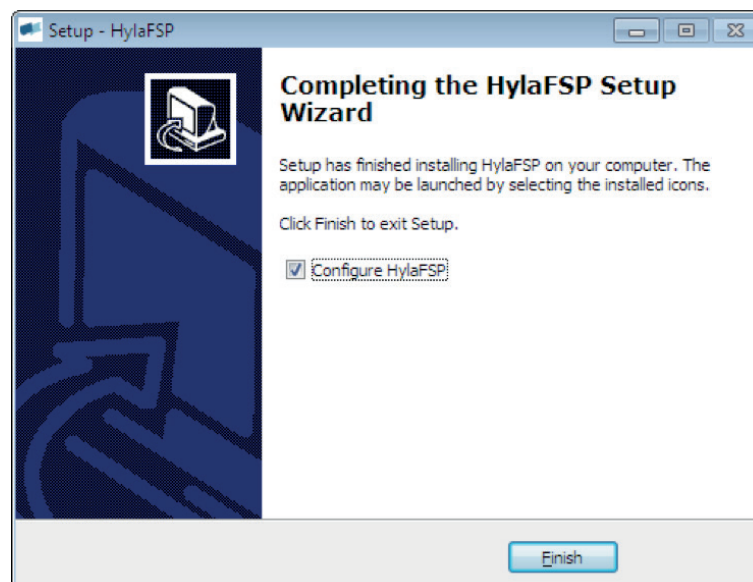 Setup - HylaFSP
Completing the HylaFSP Setup
Wizard
Setup has finished installing HylaFSP on your computer. The
application may be launched by selecting the installed icons.
Click Finish to exit Setup.
Configure HylaFSP
Finish